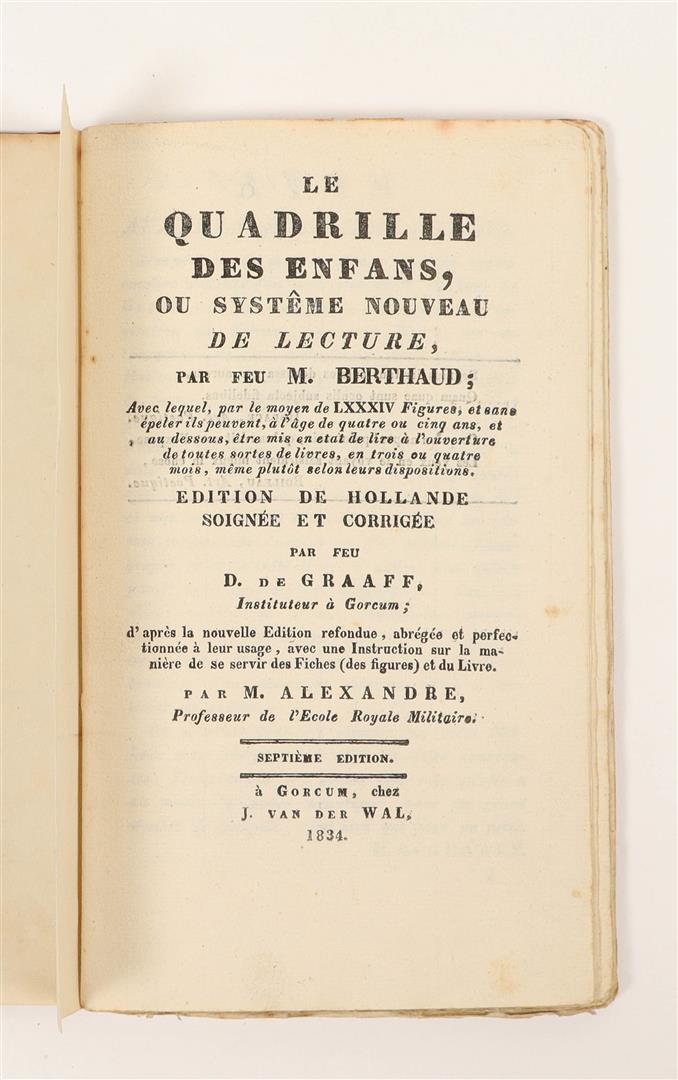 LE
QUADRILLE
DES ENFANS,
OU SYSTÊME NOUVEAU
DE LECTURE,
PAR FEU M. BERTHAUD;
Avec lequel, par le moyen de LXXXIV Figures, et sans
épeler ils peuvent, à l'âge de quatre ou cinq ans, et
au dessous, être mis en etat de lire à l'ouverture
de toutes sortes de livres, en trois ou quatre
mois, même plutôt selon leurs dispositions.
EDITION DE HOLLANDE
SOIGNÉE ET CORRIGÉE
PAR FEU
D. DE GRAAFF,
Instituteur à Gorcum;
d'après la nouvelle Edition refondue, abrégée et perfec-
tionnée à leur usage, avec une Instruction sur la ma-
nière de se servir des Fiches (des figures) et du Livre.
PAR M. ALEXANDRE,
Professeur de l'Ecole Royale Militaire.
SEPTIÈME EDITION.
à GORCUM, chez
J. VAN DER WAL,
1834.